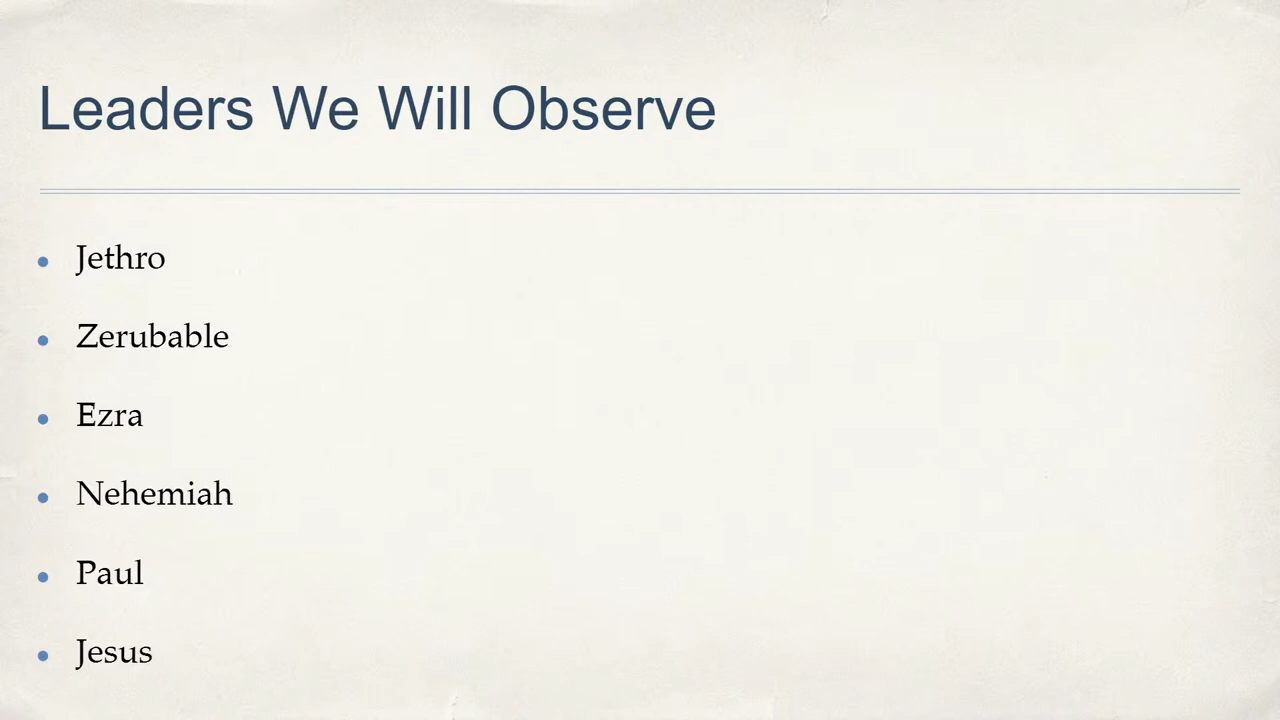 Leaders We Will Observe
• Jethro
• Zerubable
• Ezra
• Nehemiah
• Paul
• Jesus